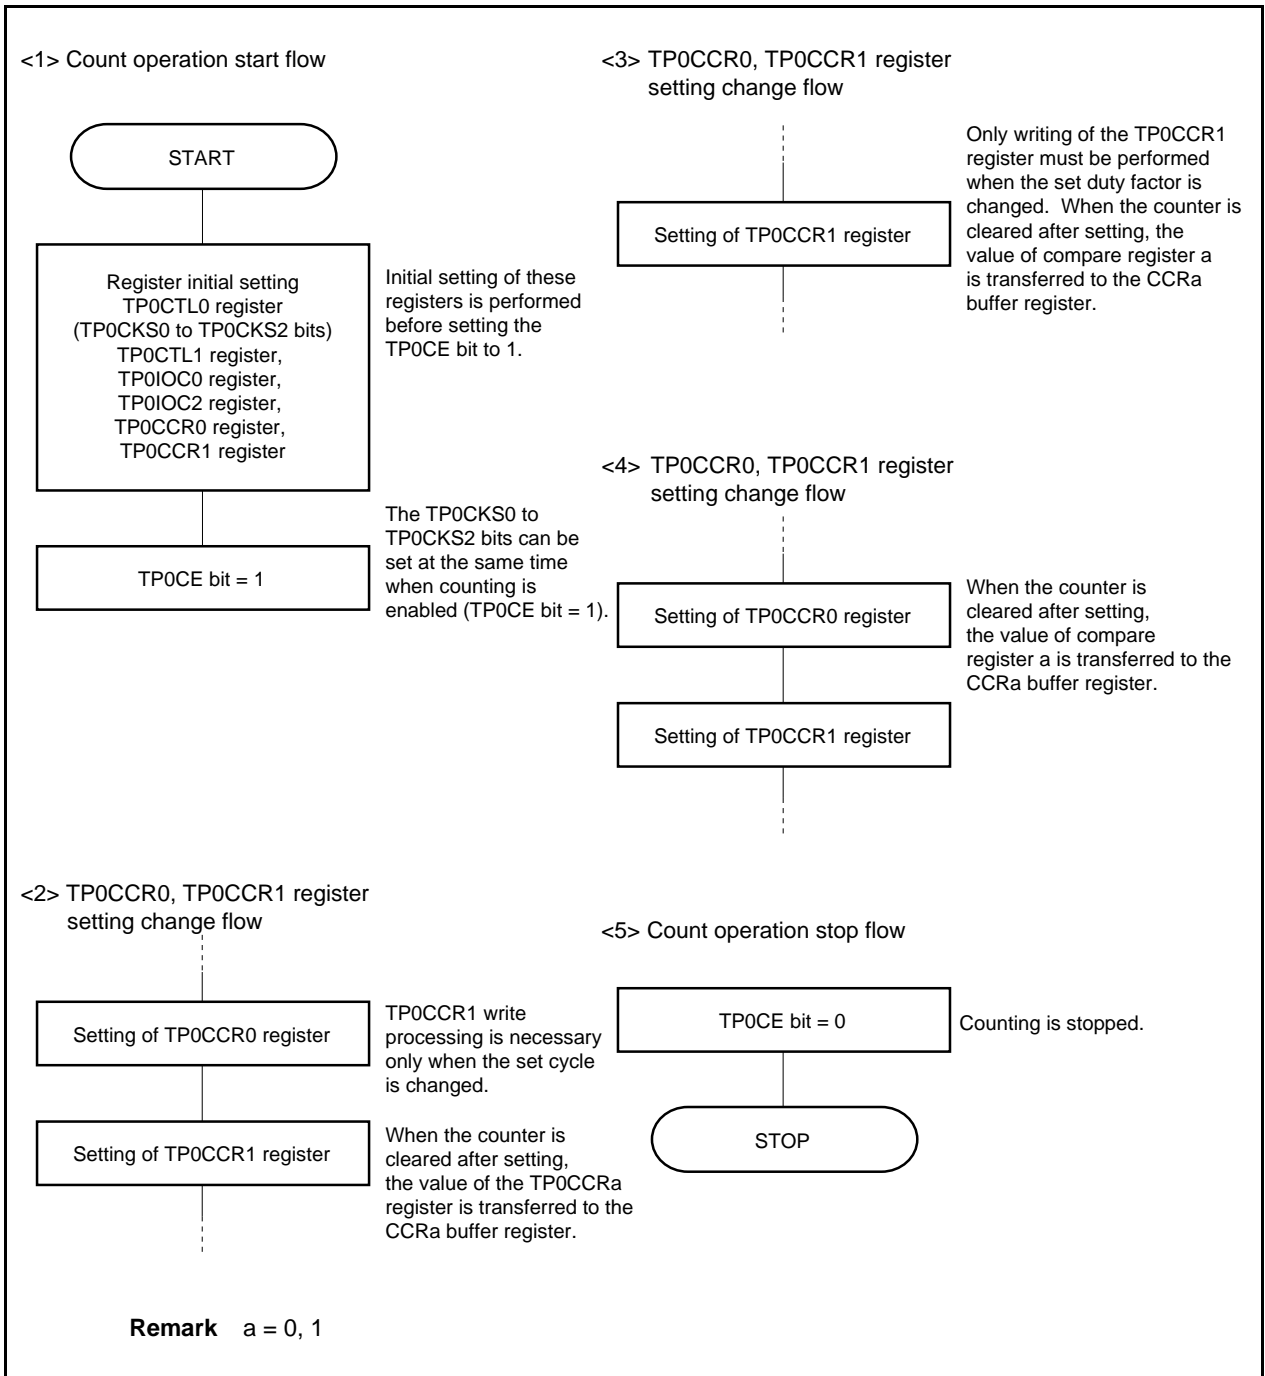 <1> Count operation start flow
START
Register initial setting
TP0CTL0 register
(TP0CKS0 to TP0CKS2 bits)
TP0CTL1 register,
TP0IOC0 register,
TP0IOC2 register,
TP0CCR0 register,
TP0CCR1 register
Initial setting of these
registers is performed
before setting the
TP0CE bit to 1.
TP0CE bit = 1
The TP0CKS0 to
TP0CKS2 bits can be
set at the same time
when counting is
enabled (TP0CE bit = 1).
<2> TP0CCR0, TP0CCR1 register
setting change flow
Setting of TP0CCR0 register
TP0CCR1 write
processing is necessary
only when the set cycle
is changed.
Setting of TP0CCR1 register
When the counter is
cleared after setting,
the value of the TP0CCRa
register is transferred to the
CCRa buffer register.
<3> TP0CCR0, TP0CCR1 register
setting change flow
Setting of TP0CCR1 register
Only writing of the TP0CCR1
register must be performed
when the set duty factor is
changed.  When the counter is
cleared after setting, the
value of compare register a
is transferred to the CCRa
buffer register.
<4> TP0CCR0, TP0CCR1 register
setting change flow
Setting of TP0CCR0 register
When the counter is
cleared after setting,
the value of compare
register a is transferred to the
CCRa buffer register.
Setting of TP0CCR1 register
<5> Count operation stop flow
TP0CE bit = 0
Counting is stopped.
STOP
Remark a = 0, 1